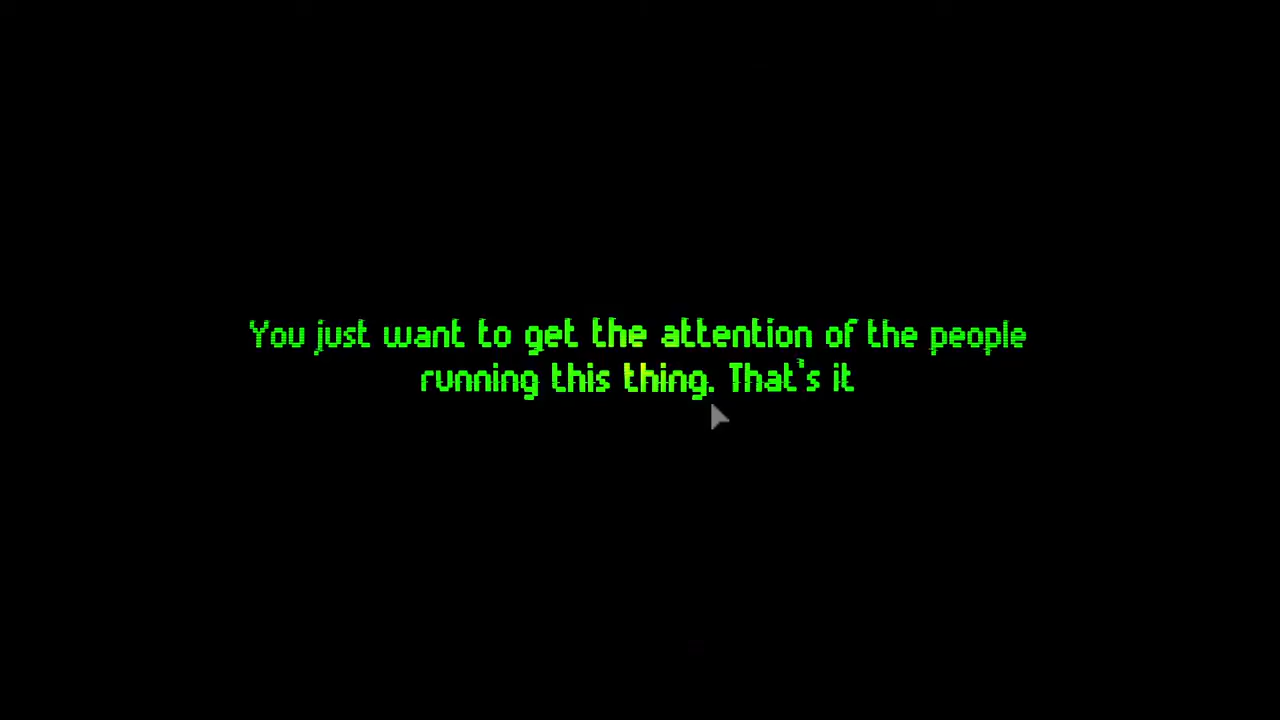 You just want to get the attention of the people
running this thing. That's it